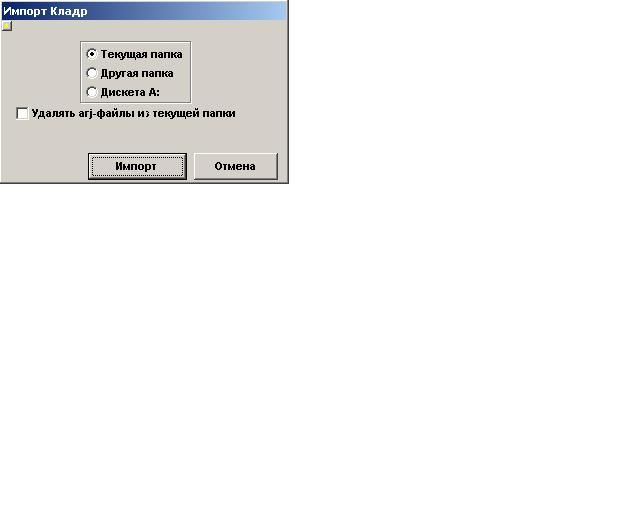 Импорт Кладр
Текущая папка
Другая папка
Дискета А:
Удалять arj-файлы из текущей папки
Импорт
Отмена